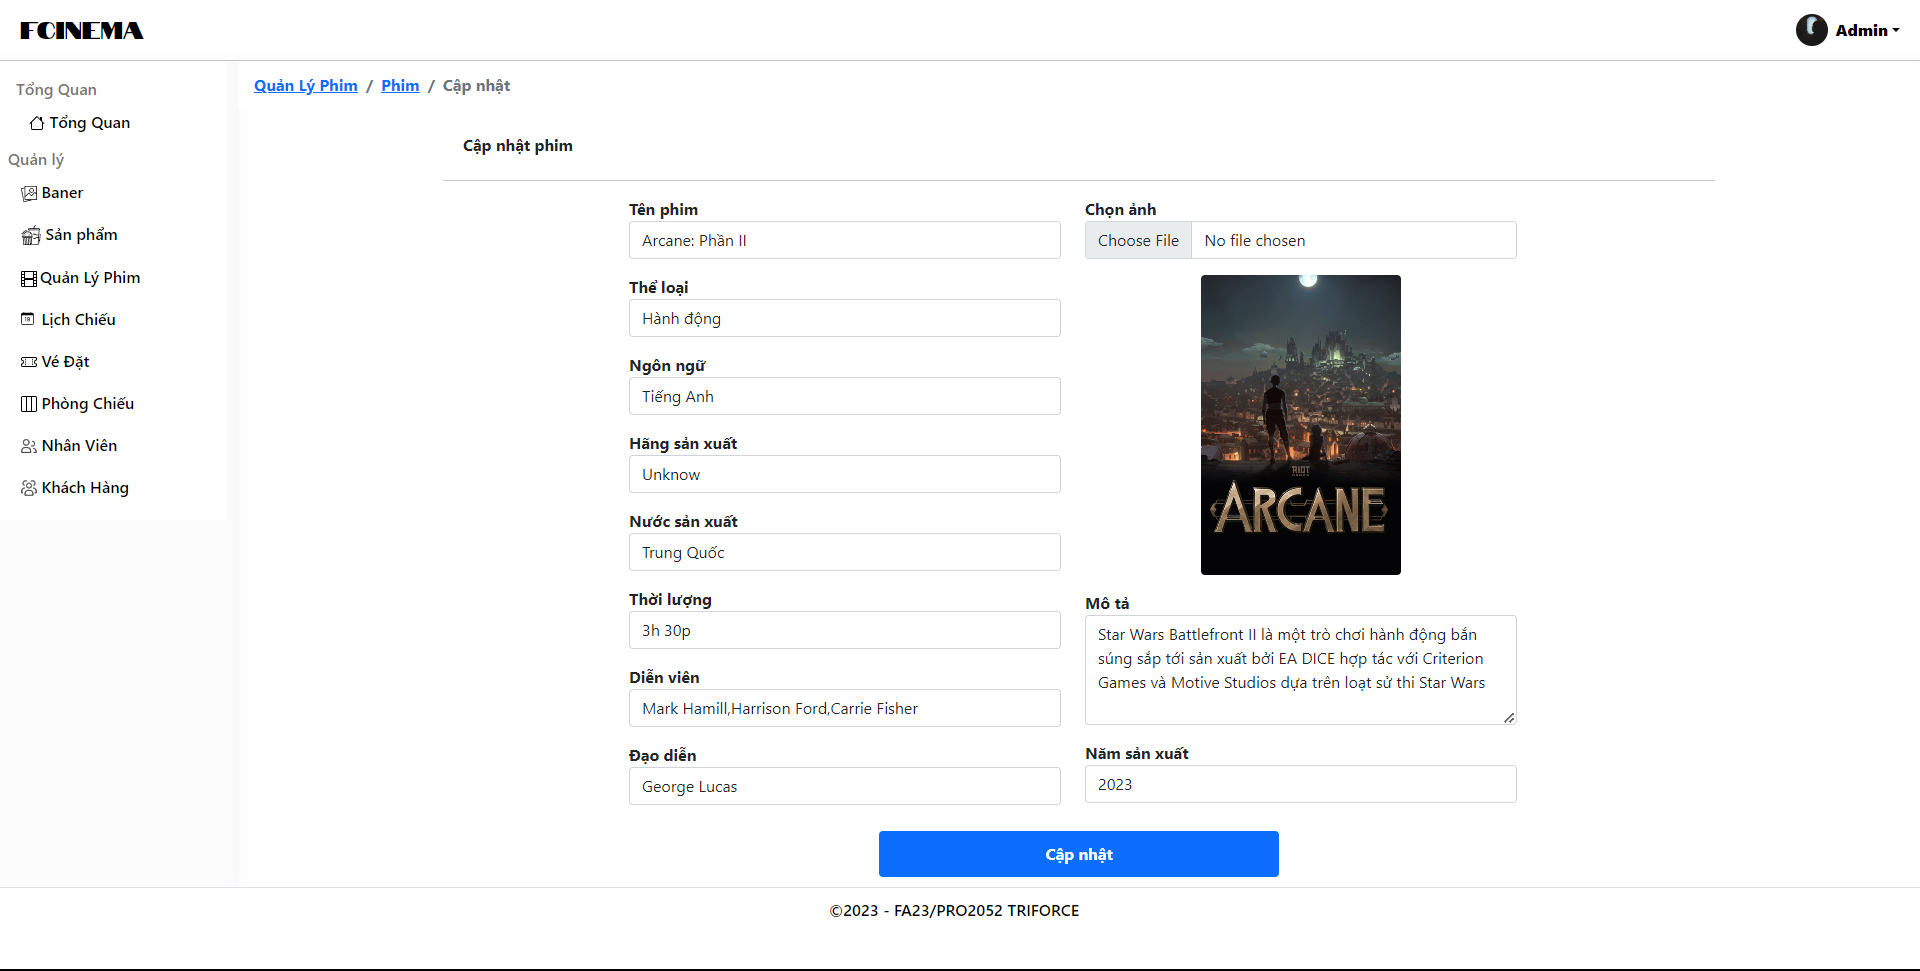 FCINEMA
Admin
Tổng Quan
Tổng Quan
Quản lý
Baner
Sản phẩm
Quản Lý Phim
Lịch Chiếu
Vé Đặt
Phòng Chiếu
Nhân Viên
Khách Hàng
Quản Lý Phim / Phim / Cập nhật
Cập nhật phim
Tên phim
Arcane: Phần II
Thể loại
Hành động
Ngôn ngữ
Tiếng Anh
Hãng sản xuất
Unknow
Nước sản xuất
Trung Quốc
Thời lượng
3h 30p
Diễn viên
Mark Hamill,Harrison Ford,Carrie Fisher
Đạo diễn
George Lucas
Chọn ảnh
Choose File No file chosen
RIOT
GAMES
ARCANE
Mô tả
Star Wars Battlefront II là một trò chơi hành động bắn
súng sắp tới sản xuất bởi EA DICE hợp tác với Criterion
Games và Motive Studios dựa trên loạt sử thi Star Wars
Năm sản xuất
2023
Cập nhật
©2023 - FA23/PRO2052 TRIFORCE